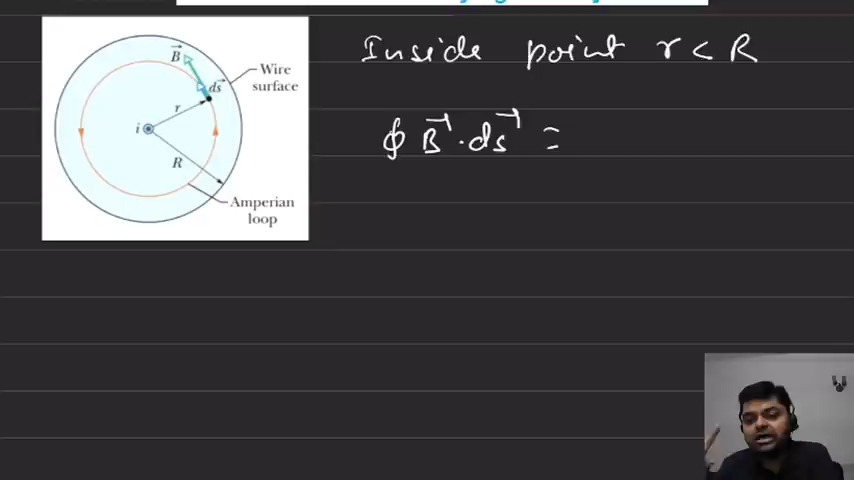 Inside point r < R
∮ B⃗ · ds⃗ =
B⃗
ds⃗
Wire
surface
r
i
R
Amperian
loop